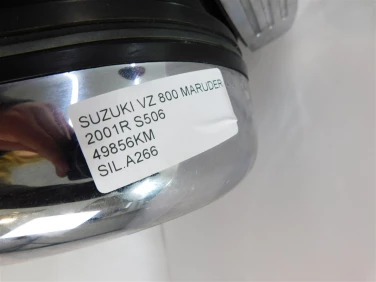 SUZUKI VZ 800 MARUDER
2001R S506
49856KM
SIL.A266